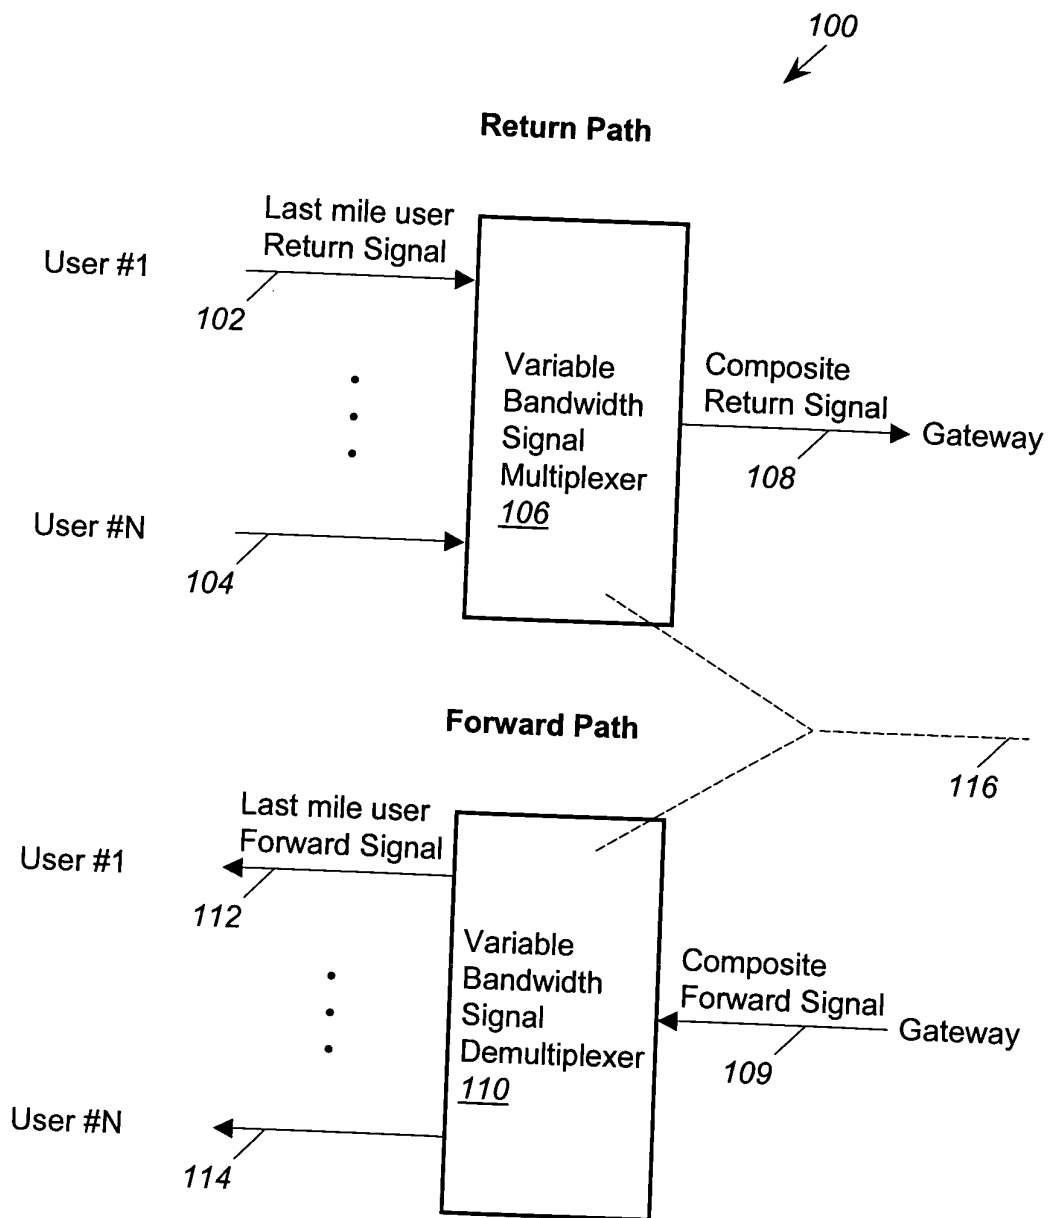 100
Return Path
Last mile user
Return Signal
User #1
102
Variable
Bandwidth
Signal
Multiplexer
106
Composite
Return Signal
Gateway
108
User #N
104
Forward Path
116
Last mile user
Forward Signal
User #1
112
Variable
Bandwidth
Signal
Demultiplexer
110
Composite
Forward Signal
Gateway
109
User #N
114